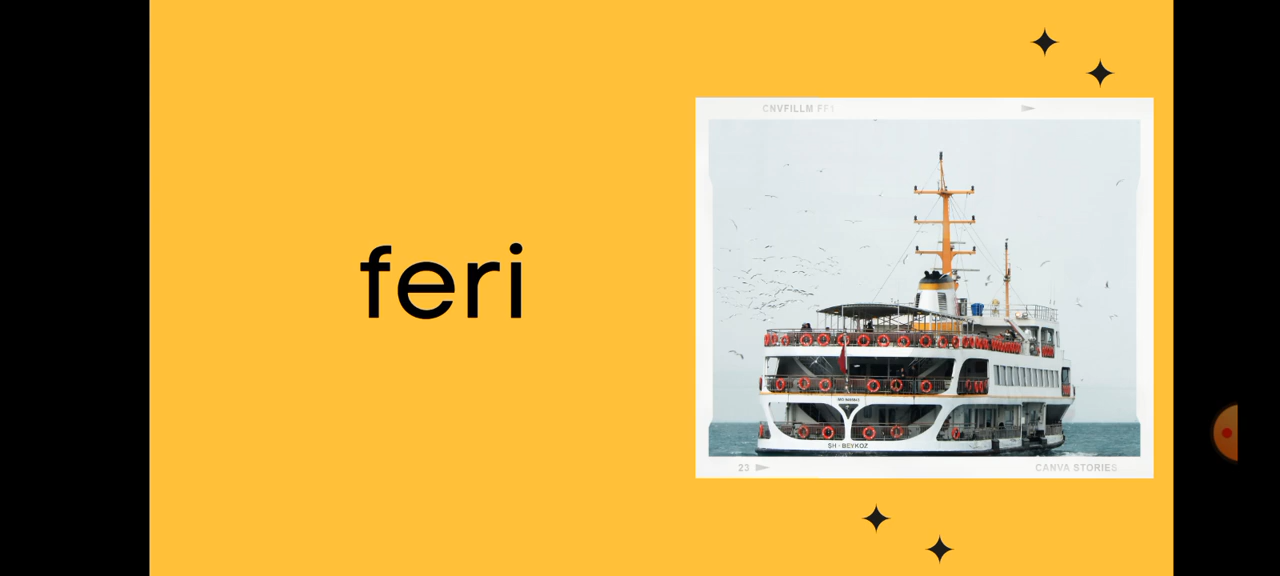 CNVFILLM FF1
feri
SH - BEYKOZ
23
CANVA STORIES